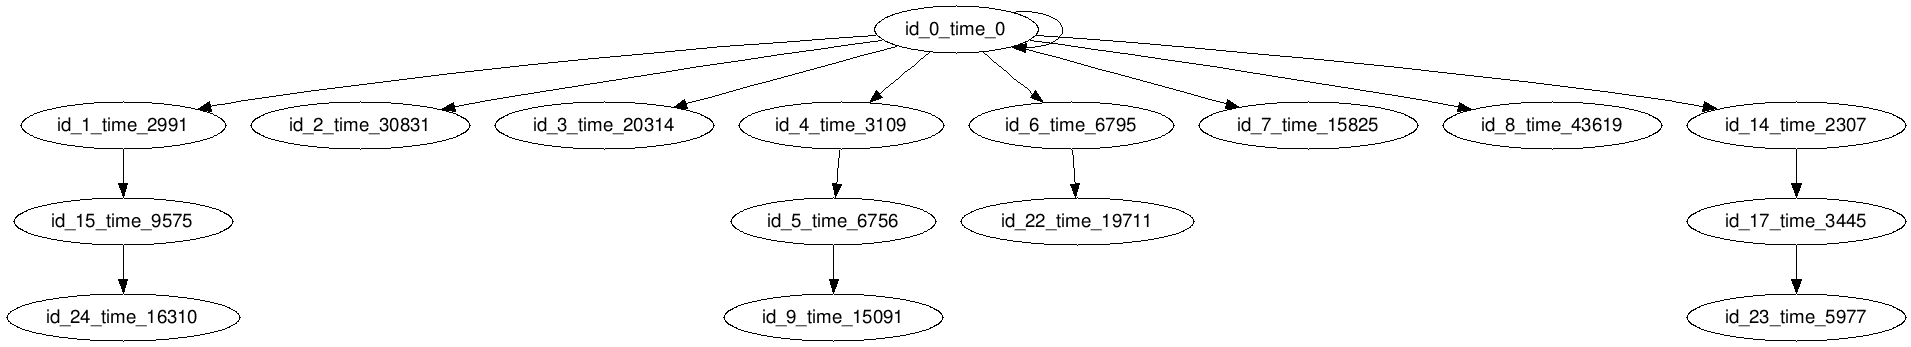 id_0_time_0
id_1_time_2991
id_2_time_30831
id_3_time_20314
id_4_time_3109
id_6_time_6795
id_7_time_15825
id_8_time_43619
id_14_time_2307
id_15_time_9575
id_5_time_6756
id_22_time_19711
id_17_time_3445
id_24_time_16310
id_9_time_15091
id_23_time_5977